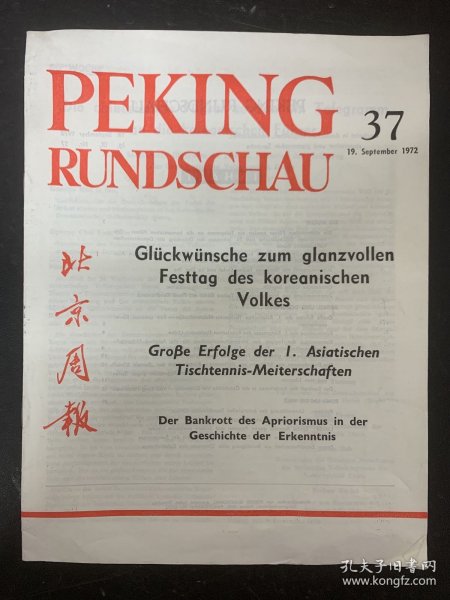 PEKING
RUNDSCHAU
37
19. September 1972
北京周報
Glückwünsche zum glanzvollen
Festtag des koreanischen
Volkes
Große Erfolge der 1. Asiatischen
Tischtennis-Meiterschaften
Der Bankrott des Apriorismus in der
Geschichte der Erkenntnis
孔夫子旧书网
www.kongfz.com